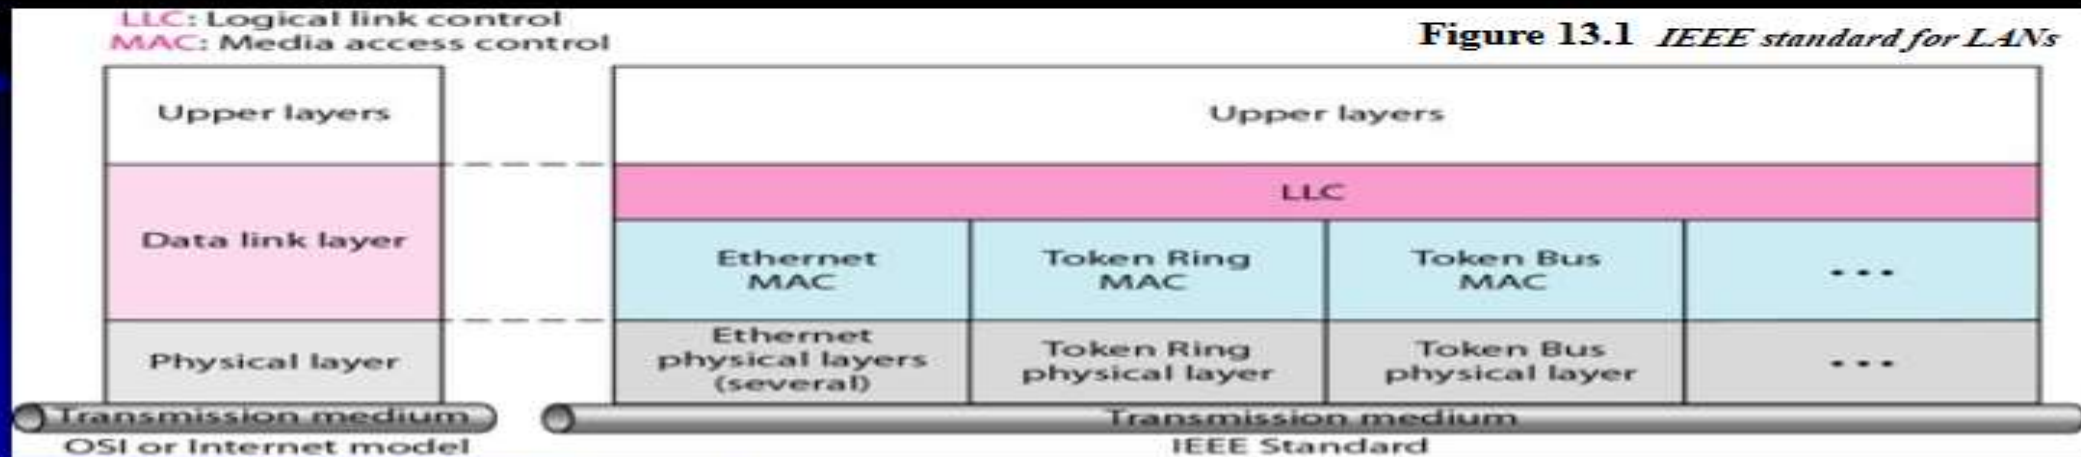 LLC: Logical link control
MAC: Media access control
Figure 13.1 IEEE standard for LANs
Upper layers
Data link layer
Physical layer
Transmission medium
OSI or Internet model
Upper layers
LLC
Ethernet
MAC
Token Ring
MAC
Token Bus
MAC
...
Ethernet
physical layers
(several)
Token Ring
physical layer
Token Bus
physical layer
...
Transmission medium
IEEE Standard